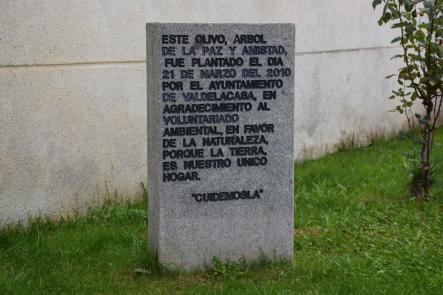 ESTE OLIVO, ARBOL
DE LA PAZ Y AMISTAD,
FUE PLANTADO EL DIA
21 DE MARZO DEL 2010
POR EL AYUNTAMIENTO
DE VALDELACASA, EN
AGRADECIMIENTO AL
VOLUNTARIADO
AMBIENTAL, EN FAVOR
DE LA NATURALEZA,
PORQUE LA TIERRA,
ES NUESTRO UNICO
HOGAR.
"CUIDEMOSLA"